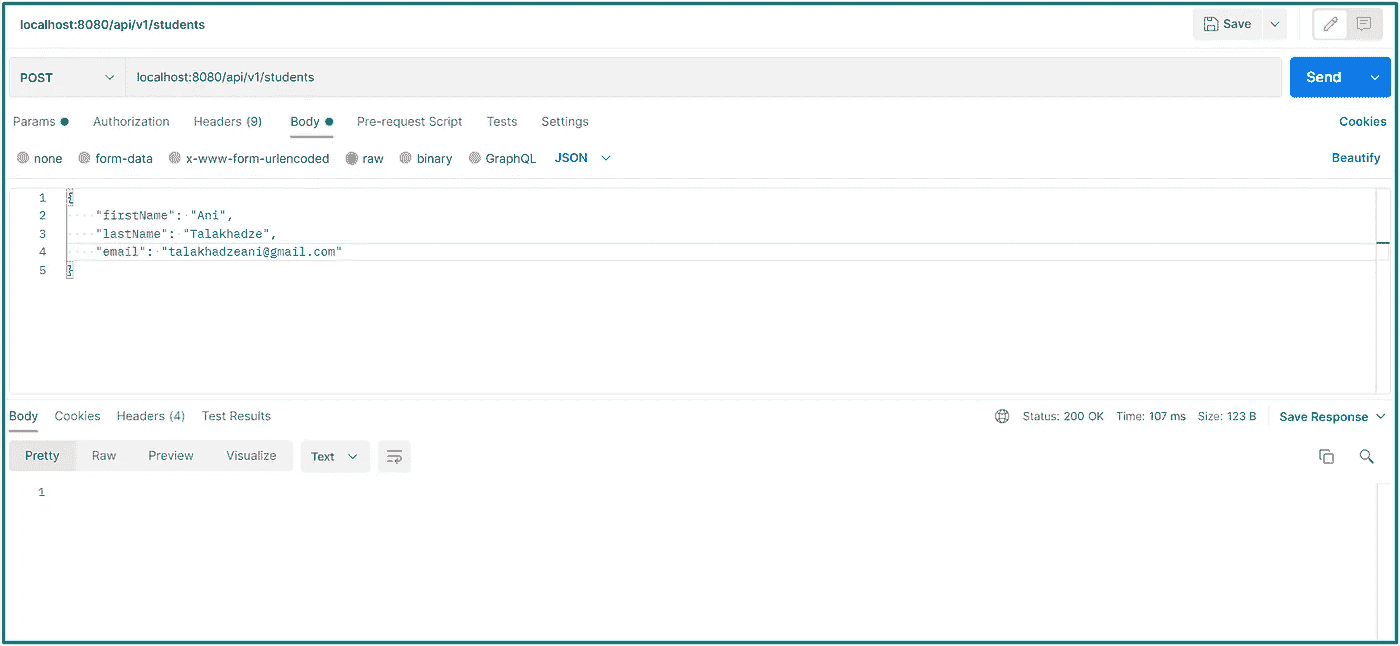 localhost:8080/api/v1/students
Save
POST
localhost:8080/api/v1/students
Send
Params
Authorization
Headers (9)
Body
Pre-request Script
Tests
Settings
Cookies
none
form-data
x-www-form-urlencoded
raw
binary
GraphQL
JSON
Beautify
1 {
2 "firstName": "Ani",
3 "lastName": "Talakhadze",
4 "email": "talakhadzeani@gmail.com"
5 }
Body
Cookies
Headers (4)
Test Results
Status: 200 OK
Time: 107 ms
Size: 123 B
Save Response
Pretty
Raw
Preview
Visualize
Text
1